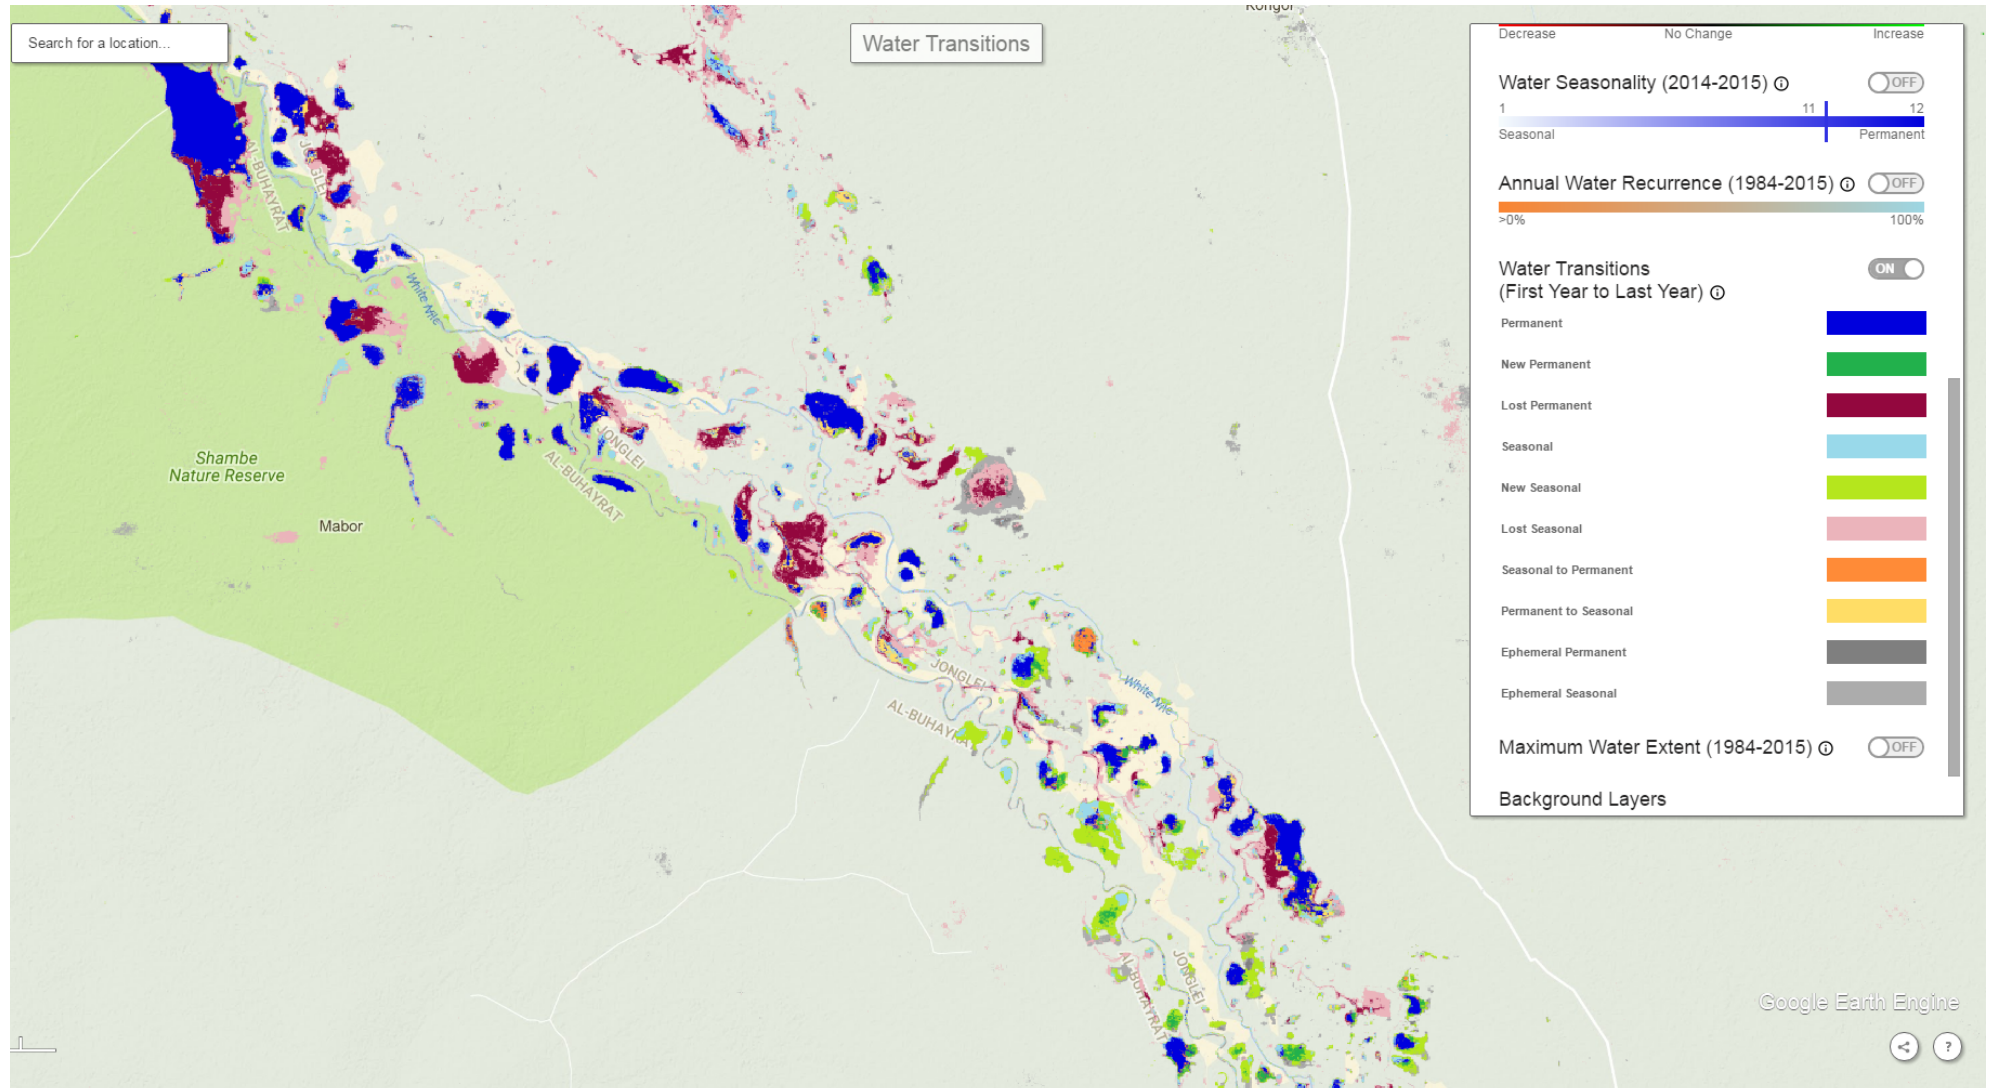 Search for a location...
Water Transitions
Kongor
Decrease No Change Increase
Water Seasonality (2014-2015) OFF
1 11 12
Seasonal Permanent
Annual Water Recurrence (1984-2015) OFF
>0% 100%
Water Transitions ON
(First Year to Last Year)
Permanent
New Permanent
Lost Permanent
Seasonal
New Seasonal
Lost Seasonal
Seasonal to Permanent
Permanent to Seasonal
Ephemeral Permanent
Ephemeral Seasonal
Maximum Water Extent (1984-2015) OFF
Background Layers
JONGLEI
AL-BUHAYRAT
White Nile
Shambe
Nature Reserve
Mabor
JONGLEI
AL-BUHAYRAT
JONGLEI
AL-BUHAYRAT
White Nile
JONGLEI
AL-BUHAYRAT
Google Earth Engine
?